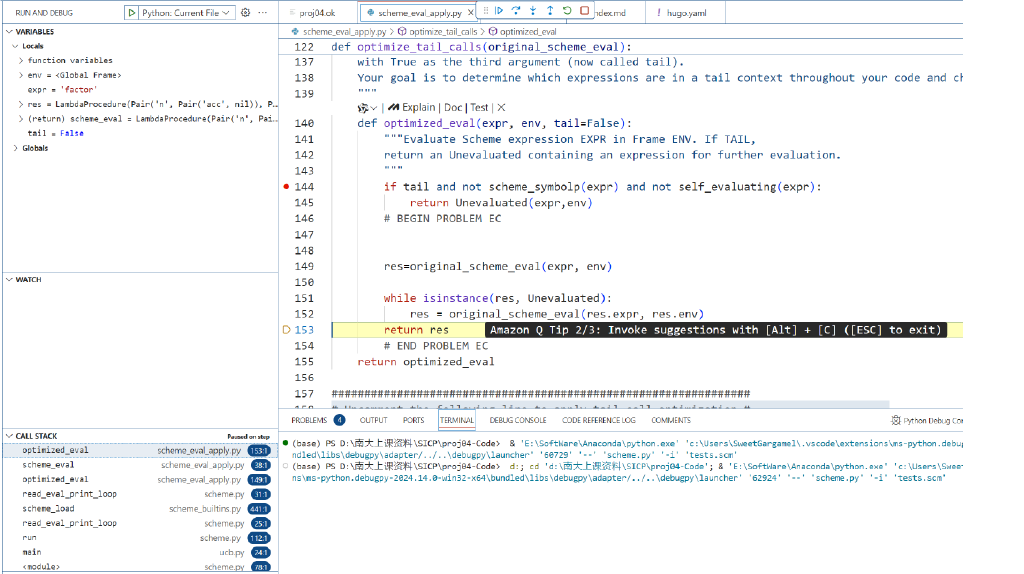 RUN AND DEBUG
Python: Current File
proj04.ok
scheme_eval_apply.py
ndex.md
! hugo.yaml
scheme_eval_apply.py > optimize_tail_calls > optimized_eval
VARIABLES
Locals
function variables
env = <Global Frame>
expr = 'factor'
res = LambdaProcedure(Pair('n', Pair('acc', nil)), P…
(return) scheme_eval = LambdaProcedure(Pair('n', Pai…
tail = False
Globals
WATCH
CALL STACK
Paused on step
optimized_eval scheme_eval_apply.py 153:1
scheme_eval scheme_eval_apply.py 38:1
optimized_eval scheme_eval_apply.py 149:1
read_eval_print_loop scheme.py 31:1
scheme_load scheme_builtins.py 441:1
read_eval_print_loop scheme.py 25:1
run scheme.py 112:1
main ucb.py 24:1
<module> scheme.py 78:1
122 def optimize_tail_calls(original_scheme_eval):
137 with True as the third argument (now called tail).
138 Your goal is to determine which expressions are in a tail context throughout your code and ch
139 """
Explain | Doc | Test | X
140 def optimized_eval(expr, env, tail=False):
141 """Evaluate Scheme expression EXPR in Frame ENV. If TAIL,
142 return an Unevaluated containing an expression for further evaluation.
143 """
144 if tail and not scheme_symbolp(expr) and not self_evaluating(expr):
145 return Unevaluated(expr,env)
146 # BEGIN PROBLEM EC
147
148
149 res=original_scheme_eval(expr, env)
150
151 while isinstance(res, Unevaluated):
152 res = original_scheme_eval(res.expr, res.env)
153 return res Amazon Q Tip 2/3: Invoke suggestions with [Alt] + [C] ([ESC] to exit)
154 # END PROBLEM EC
155 return optimized_eval
156
157 ################################################################
PROBLEMS 4 OUTPUT PORTS TERMINAL DEBUG CONSOLE CODE REFERENCE LOG COMMENTS
Python Debug Con
(base) PS D:\南大上课资料\SICP\proj04-Code> & 'E:\SoftWare\Anaconda\python.exe' 'c:\Users\SweetGargamel\.vscode\extensions\ms-python.debu
ndled\libs\debugpy\adapter/../..\debugpy\launcher' '60729' '--' 'scheme.py' '-i' 'tests.scm'
(base) PS D:\南大上课资料\SICP\proj04-Code> d:; cd 'd:\南大上课资料\SICP\proj04-Code'; & 'E:\SoftWare\Anaconda\python.exe' 'c:\Users\Sweet
ns\ms-python.debugpy-2024.14.0-win32-x64\bundled\libs\debugpy\adapter/../..\debugpy\launcher' '62924' '--' 'scheme.py' '-i' 'tests.scm'